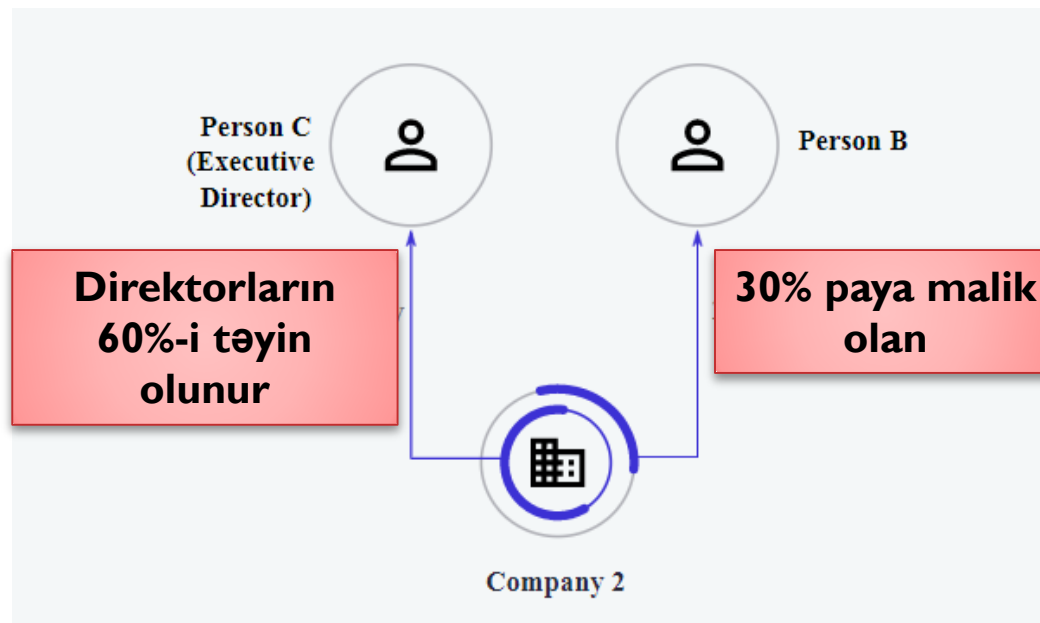 Person C
(Executive
Director)
Person B
Direktorların
60%-i təyin
olunur
30% paya malik
olan
Company 2